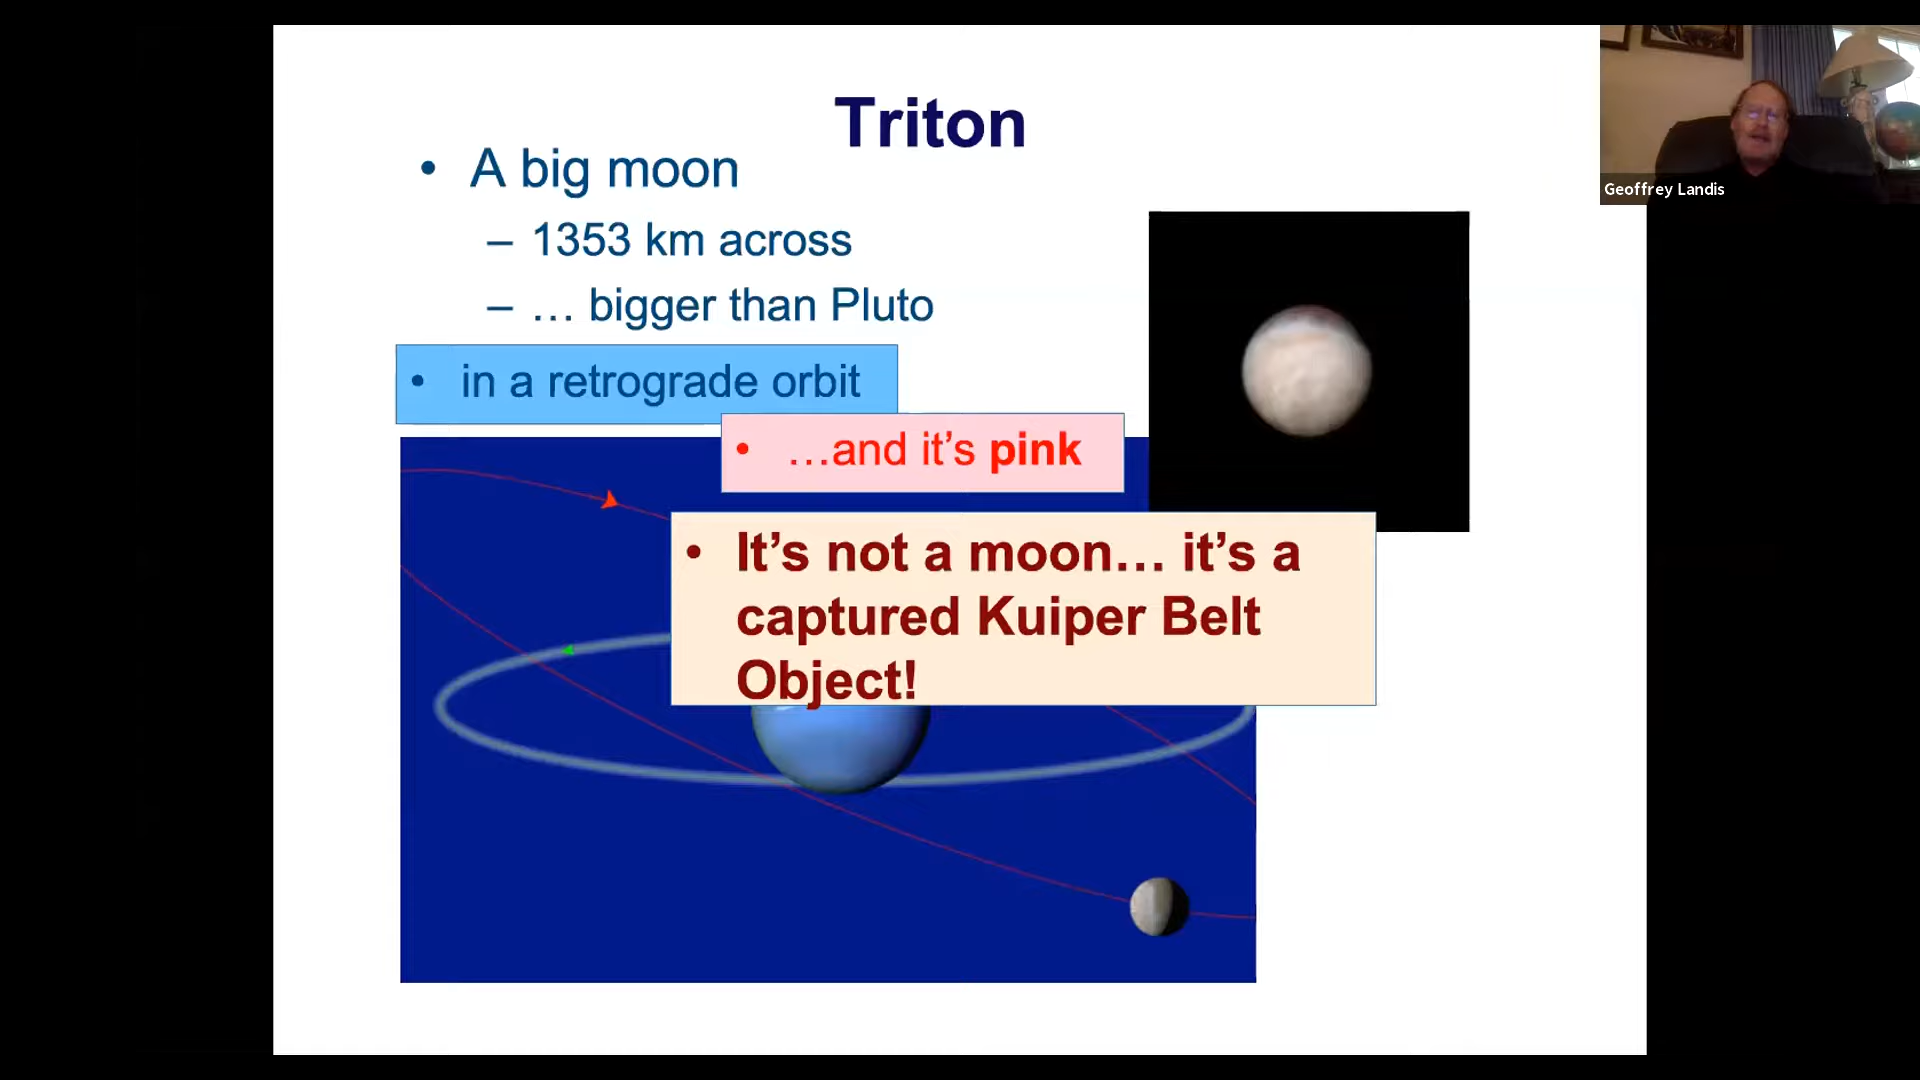 Triton
• A big moon
– 1353 km across
– … bigger than Pluto
• in a retrograde orbit
• …and it’s pink
• It’s not a moon… it’s a
captured Kuiper Belt
Object!
Geoffrey Landis